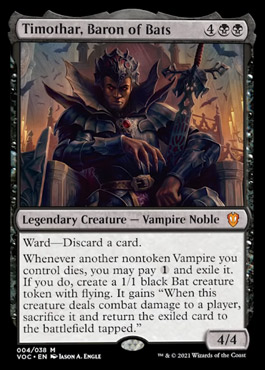 Timothar, Baron of Bats 4
Legendary Creature — Vampire Noble
Ward—Discard a card.
Whenever another nontoken Vampire you
control dies, you may pay 1 and exile it.
If you do, create a 1/1 black Bat creature
token with flying. It gains "When this
creature deals combat damage to a player,
sacrifice it and return the exiled card to
the battlefield tapped."
4/4
004/038 M
VOC • EN Jason A. Engle
™ & © 2021 Wizards of the Coast